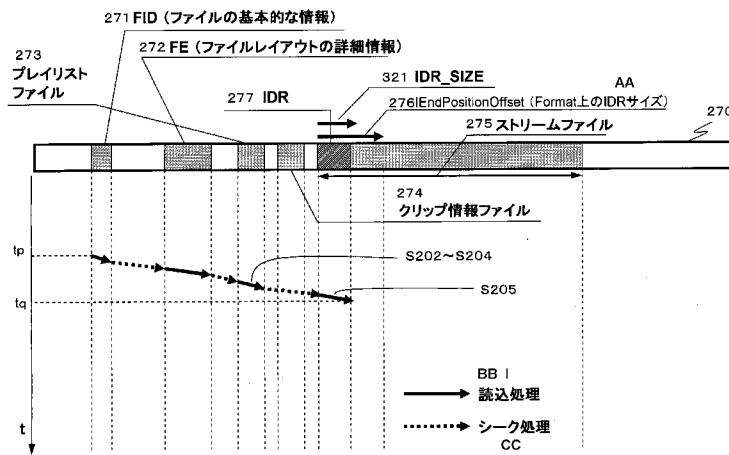 271 FID (ファイルの基本的な情報)
272 FE (ファイルレイアウトの詳細情報)
273
プレイリスト
ファイル
321 IDR_SIZE
AA
277 IDR
276IEndPositionOffset (Format上のIDRサイズ)
270
275 ストリームファイル
274
クリップ情報ファイル
tp
S202～S204
tq
S205
BB I
読込処理
t
シーク処理
CC